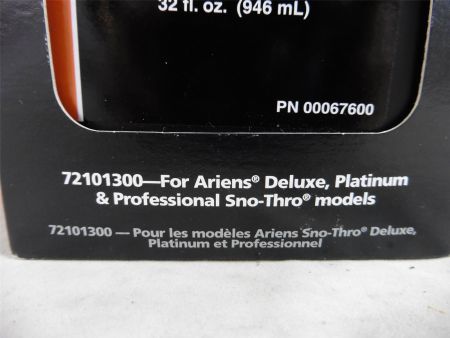 32 fl. oz. (946 mL)
PN 00067600
72101300—For Ariens® Deluxe, Platinum
& Professional Sno-Thro® models
72101300 — Pour les modèles Ariens Sno-Thro® Deluxe,
Platinum et Professionnel